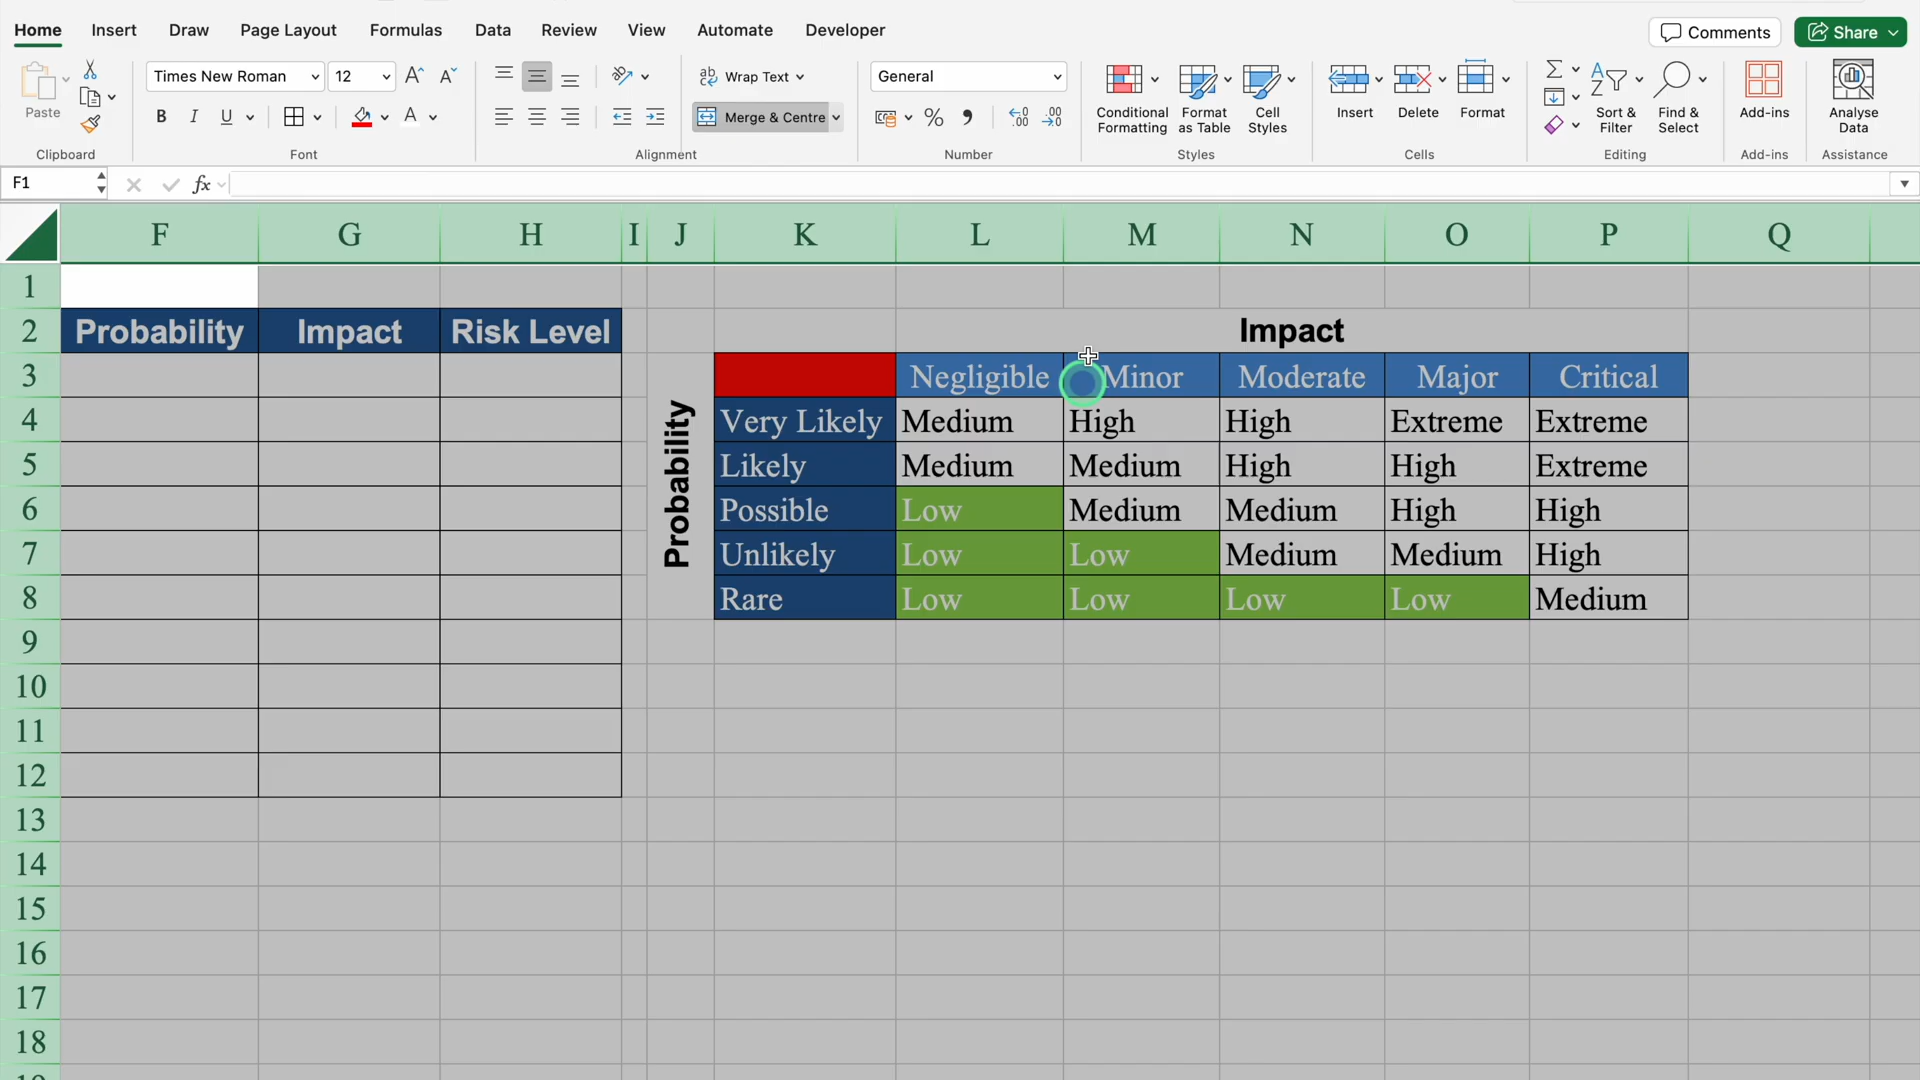 Home Insert Draw Page Layout Formulas Data Review View Automate Developer Comments Share
Paste Times New Roman 12 Wrap Text General Conditional Formatting Format as Table Cell Styles Insert Delete Format Sort & Filter Find & Select Add-ins Analyse Data
B I U A Merge & Centre % ,
Clipboard Font Alignment Number Styles Cells Editing Add-ins Assistance
F1 fx
F G H I J K L M N O P Q
1
2 Probability Impact Risk Level Impact
3 Negligible Minor Moderate Major Critical
Probability
4 Very Likely Medium High High Extreme Extreme
5 Likely Medium Medium High High Extreme
6 Possible Low Medium Medium High High
7 Unlikely Low Low Medium Medium High
8 Rare Low Low Low Low Medium
9
10
11
12
13
14
15
16
17
18